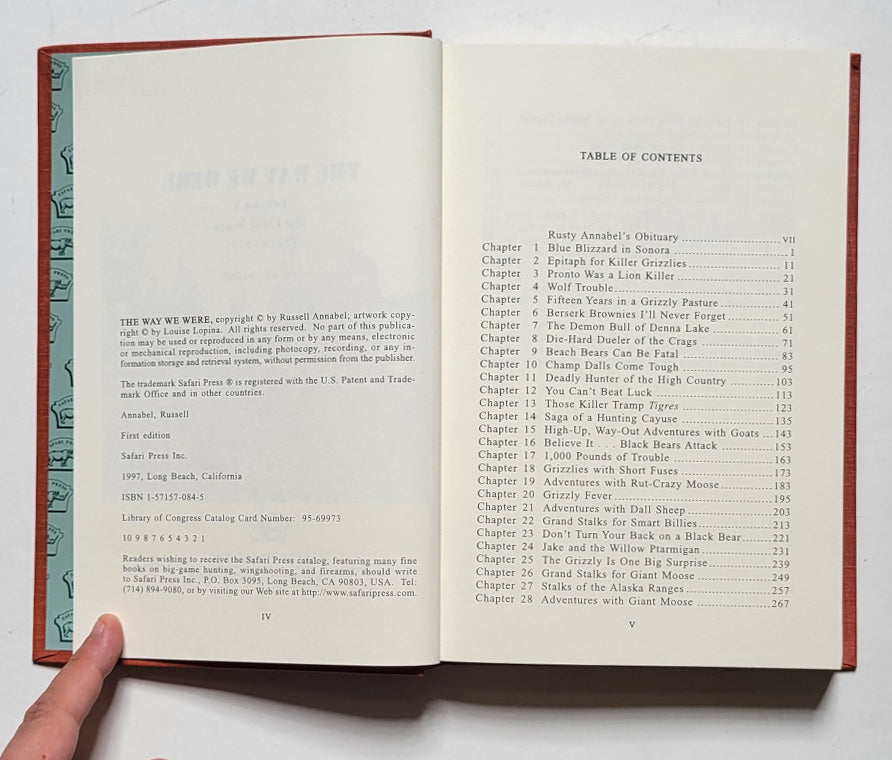 THE WAY WE WERE, copyright © by Russell Annabel; artwork copy-
right © by Louise Lopina. All rights reserved. No part of this publica-
tion may be used or reproduced in any form or by any means, electronic
or mechanical reproduction, including photocopy, recording, or any in-
formation storage and retrieval system, without permission from the publisher.
The trademark Safari Press ® is registered with the U.S. Patent and Trade-
mark Office and in other countries.
Annabel, Russell
First edition
Safari Press Inc.
1997, Long Beach, California
ISBN 1-57157-084-5
Library of Congress Catalog Card Number: 95-69973
10 9 8 7 6 5 4 3 2 1
Readers wishing to receive the Safari Press catalog, featuring many fine
books on big-game hunting, wingshooting, and firearms, should write
to Safari Press Inc., P.O. Box 3095, Long Beach, CA 90803, USA. Tel:
(714) 894-9080, or by visiting our Web site at http://www.safaripress.com.
IV
TABLE OF CONTENTS
Rusty Annabel's Obituary ........................... VII
Chapter 1 Blue Blizzard in Sonora ........................... 1
Chapter 2 Epitaph for Killer Grizzlies ........................... 11
Chapter 3 Pronto Was a Lion Killer ........................... 21
Chapter 4 Wolf Trouble ........................... 31
Chapter 5 Fifteen Years in a Grizzly Pasture ........................... 41
Chapter 6 Berserk Brownies I'll Never Forget ........................... 51
Chapter 7 The Demon Bull of Denna Lake ........................... 61
Chapter 8 Die-Hard Dueler of the Crags ........................... 71
Chapter 9 Beach Bears Can Be Fatal ........................... 83
Chapter 10 Champ Dalls Come Tough ........................... 95
Chapter 11 Deadly Hunter of the High Country ........................... 103
Chapter 12 You Can't Beat Luck ........................... 113
Chapter 13 Those Killer Tramp Tigres ........................... 123
Chapter 14 Saga of a Hunting Cayuse ........................... 135
Chapter 15 High-Up, Way-Out Adventures with Goats ... 143
Chapter 16 Believe It . . . Black Bears Attack ........................... 153
Chapter 17 1,000 Pounds of Trouble ........................... 163
Chapter 18 Grizzlies with Short Fuses ........................... 173
Chapter 19 Adventures with Rut-Crazy Moose ........................... 183
Chapter 20 Grizzly Fever ........................... 195
Chapter 21 Adventures with Dall Sheep ........................... 203
Chapter 22 Grand Stalks for Smart Billies ........................... 213
Chapter 23 Don't Turn Your Back on a Black Bear ........ 221
Chapter 24 Jake and the Willow Ptarmigan ........................... 231
Chapter 25 The Grizzly Is One Big Surprise ........................... 239
Chapter 26 Grand Stalks for Giant Moose ........................... 249
Chapter 27 Stalks of the Alaska Ranges ........................... 257
Chapter 28 Adventures with Giant Moose ........................... 267
V